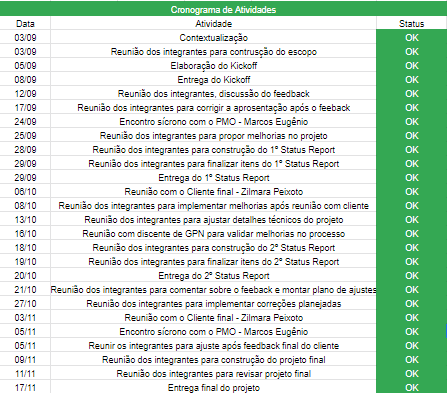 Cronograma de Atividades
Data Atividade Status
03/09 Contextualização OK
03/09 Reunião dos integrantes para contrusção do escopo OK
05/09 Elaboração do Kickoff OK
08/09 Entrega do Kickoff OK
12/09 Reunião dos integrantes, discussão do feedback OK
17/09 Reunião dos integrantes para corrigir a aprosentação após o feeback OK
24/09 Encontro sícrono com o PMO - Marcos Eugênio OK
25/09 Reunião dos integrantes para propor melhorias no projeto OK
28/09 Reunião dos integrantes para construção do 1º Status Report OK
29/09 Reunião dos integrantes para finalizar itens do 1º Status Report OK
29/09 Entrega do 1º Status Report OK
06/10 Reunião com o Cliente final - Zilmara Peixoto OK
08/10 Reunião dos integrantes para implementar melhorias após reunião com cliente OK
13/10 Reunião dos integrantes para ajustar detalhes técnicos do projeto OK
16/10 Reunião com discente de GPN para validar melhorias no processo OK
18/10 Reunião dos integrantes para construção do 2º Status Report OK
19/10 Reunião dos integrantes para finalizar itens do 2º Status Report OK
20/10 Entrega do 2º Status Report OK
21/10 Reunião dos integrantes para comentar sobre o feeback e montar plano de ajustes OK
27/10 Reunião dos integrantes para implementar correções planejadas OK
03/11 Reunião com o Cliente final - Zilmara Peixoto OK
05/11 Encontro sícrono com o PMO - Marcos Eugênio OK
05/11 Reunir os integrantes para ajuste após feedback final do cliente OK
09/11 Reunião dos integrantes para construção do projeto final OK
11/11 Reunião dos integrantes para revisar projeto final OK
17/11 Entrega final do projeto OK